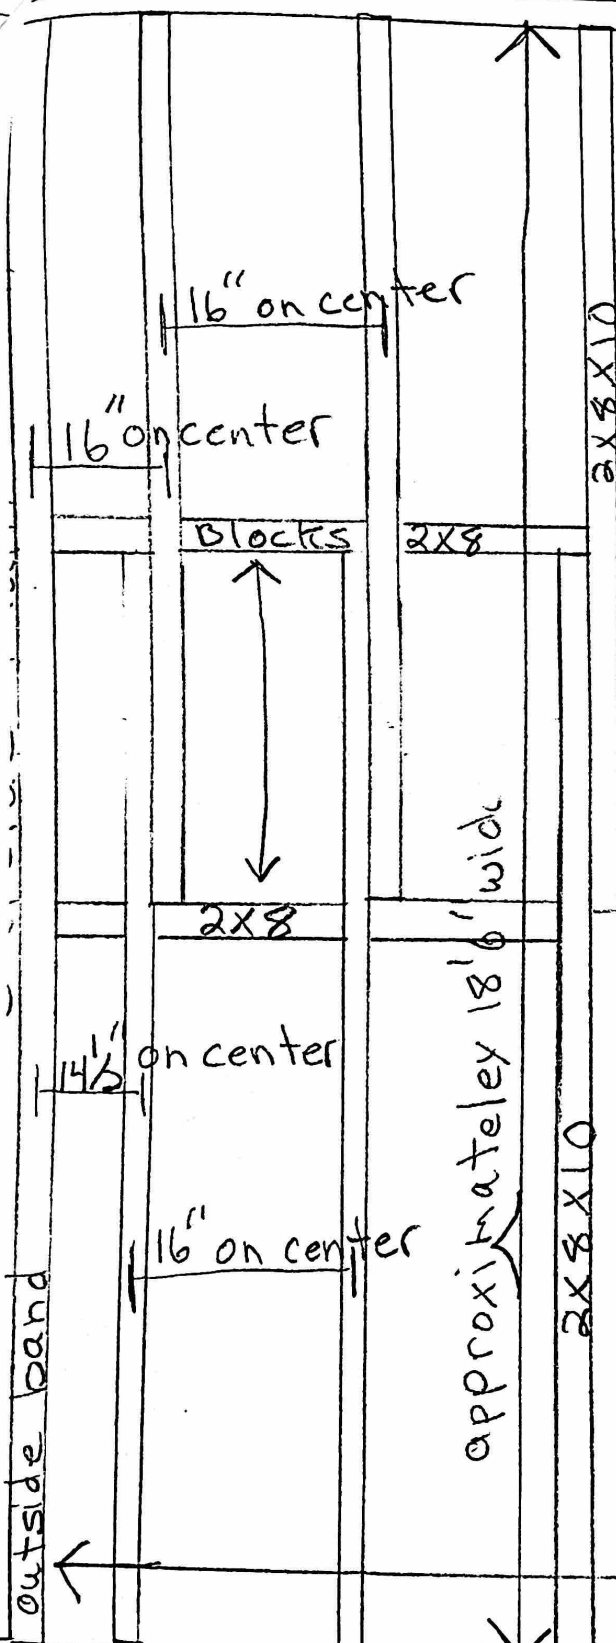 16" on center
2X8X10
16" on center
Blocks
2X8
2X8
14½" on center
approximateley 18'6' wide
16" on center
2X8X10
outside band